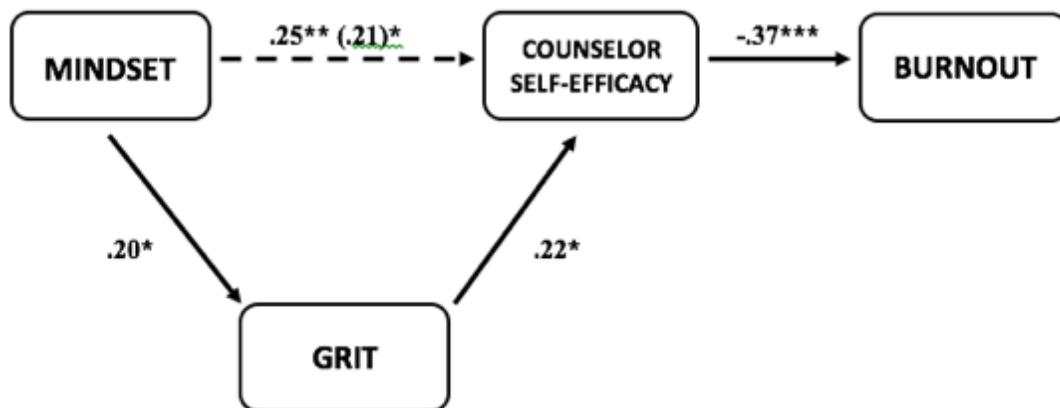 .25** (.21)*
-.37***
MINDSET
COUNSELOR
SELF-EFFICACY
BURNOUT
.20*
.22*
GRIT